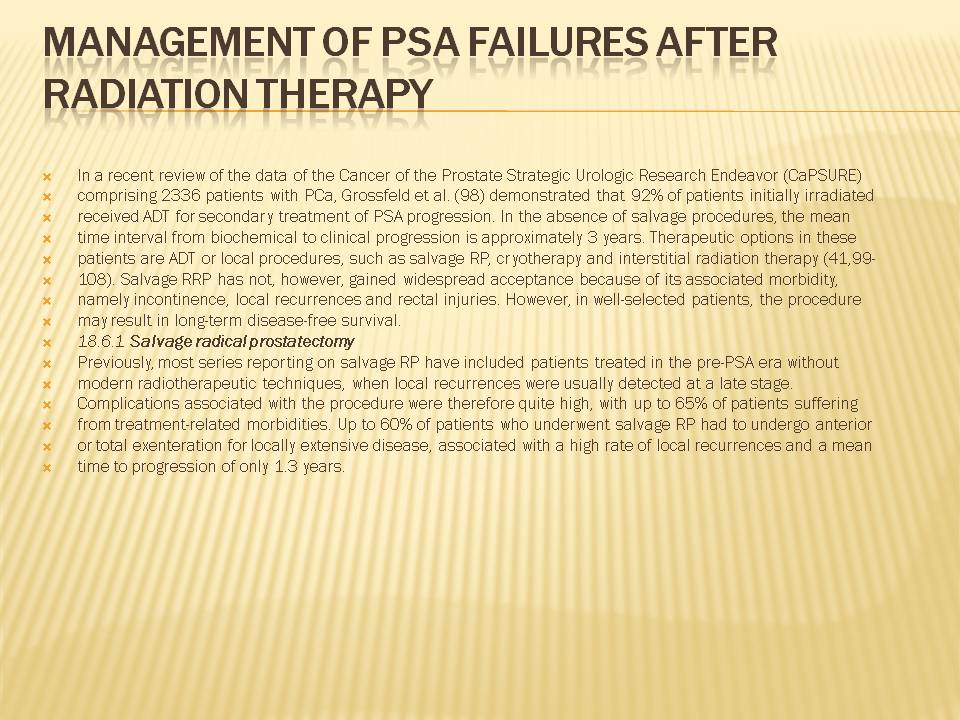 MANAGEMENT OF PSA FAILURES AFTER
RADIATION THERAPY
In a recent review of the data of the Cancer of the Prostate Strategic Urologic Research Endeavor (CaPSURE)
comprising 2336 patients with PCa, Grossfeld et al. (98) demonstrated that 92% of patients initially irradiated
received ADT for secondary treatment of PSA progression. In the absence of salvage procedures, the mean
time interval from biochemical to clinical progression is approximately 3 years. Therapeutic options in these
patients are ADT or local procedures, such as salvage RP, cryotherapy and interstitial radiation therapy (41,99-
108). Salvage RRP has not, however, gained widespread acceptance because of its associated morbidity,
namely incontinence, local recurrences and rectal injuries. However, in well-selected patients, the procedure
may result in long-term disease-free survival.
18.6.1 Salvage radical prostatectomy
Previously, most series reporting on salvage RP have included patients treated in the pre-PSA era without
modern radiotherapeutic techniques, when local recurrences were usually detected at a late stage.
Complications associated with the procedure were therefore quite high, with up to 65% of patients suffering
from treatment-related morbidities. Up to 60% of patients who underwent salvage RP had to undergo anterior
or total exenteration for locally extensive disease, associated with a high rate of local recurrences and a mean
time to progression of only 1.3 years.